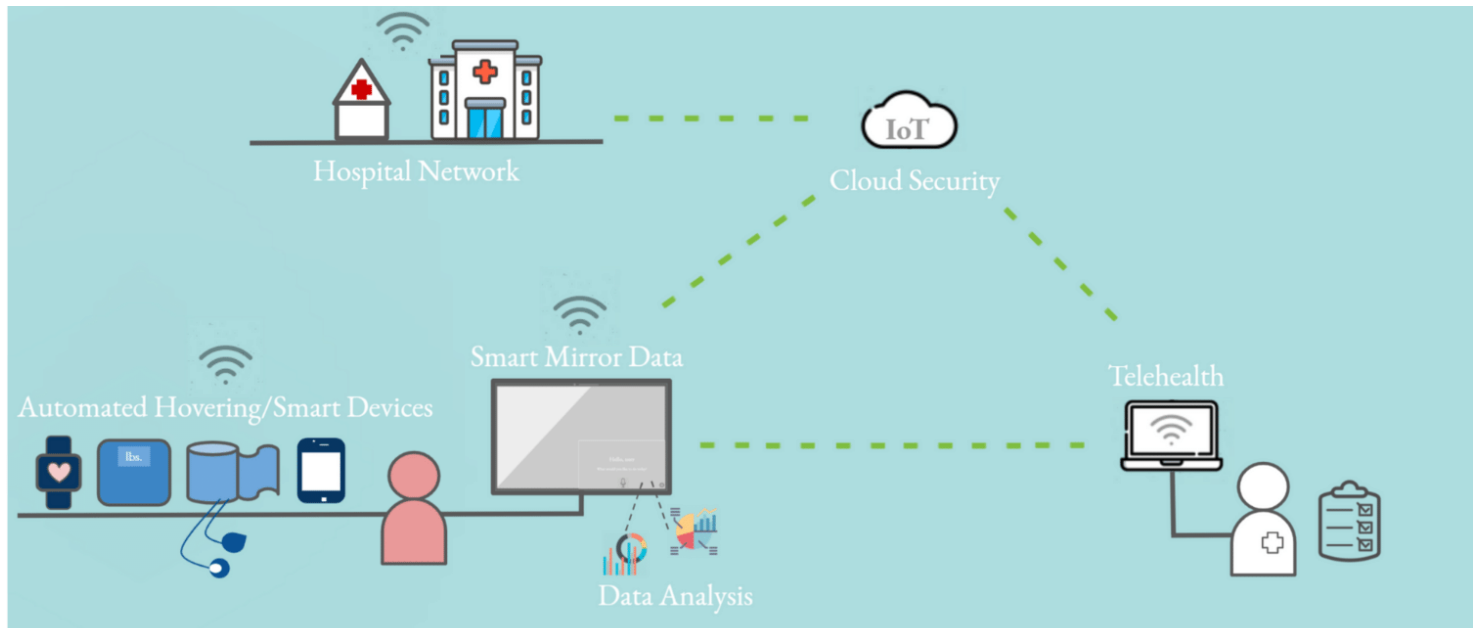 IoT
Hospital Network
Cloud Security
Smart Mirror Data
Telehealth
Automated Hovering/Smart Devices
lbs.
Data Analysis